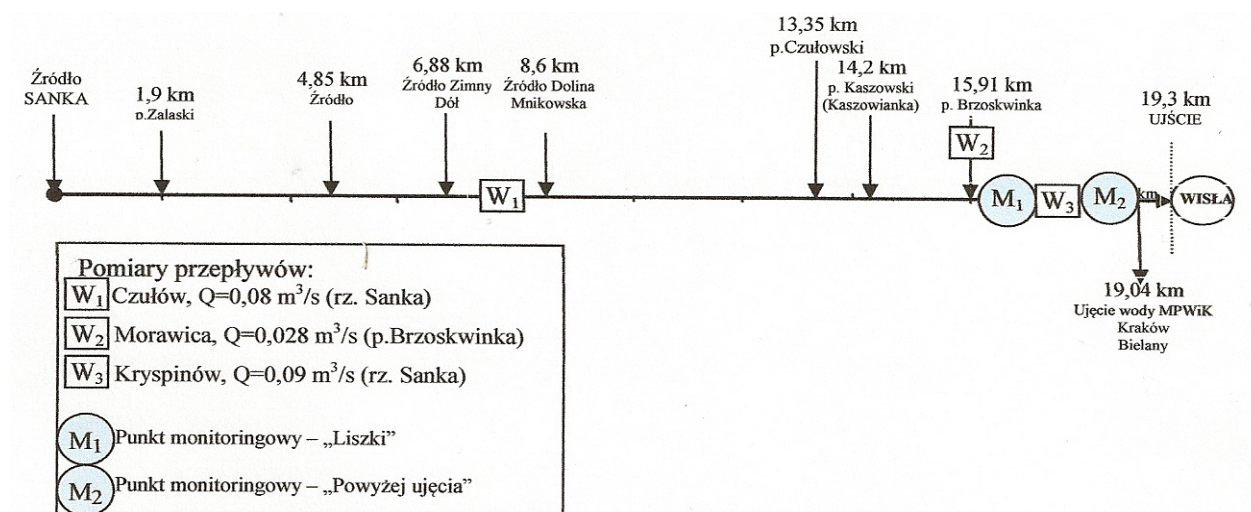 Źródło
SANKA
1,9 km
p.Zalaski
4,85 km
Źródło
6,88 km
Źródło Zimny
Dół
8,6 km
Źródło Dolina
Mnikowska
13,35 km
p.Czułowski
14,2 km
p. Kaszowski
(Kaszowianka)
15,91 km
p. Brzoskwinka
19,3 km
UJŚCIE
W₂
W₁
M₁
W₃
M₂
km
WISŁA
19,04 km
Ujęcie wody MPWiK
Kraków
Bielany
Pomiary przepływów:
W₁ Czułów, Q=0,08 m³/s (rz. Sanka)
W₂ Morawica, Q=0,028 m³/s (p.Brzoskwinka)
W₃ Kryspinów, Q=0,09 m³/s (rz. Sanka)
M₁ Punkt monitoringowy – „Liszki”
M₂ Punkt monitoringowy – „Powyżej ujęcia”